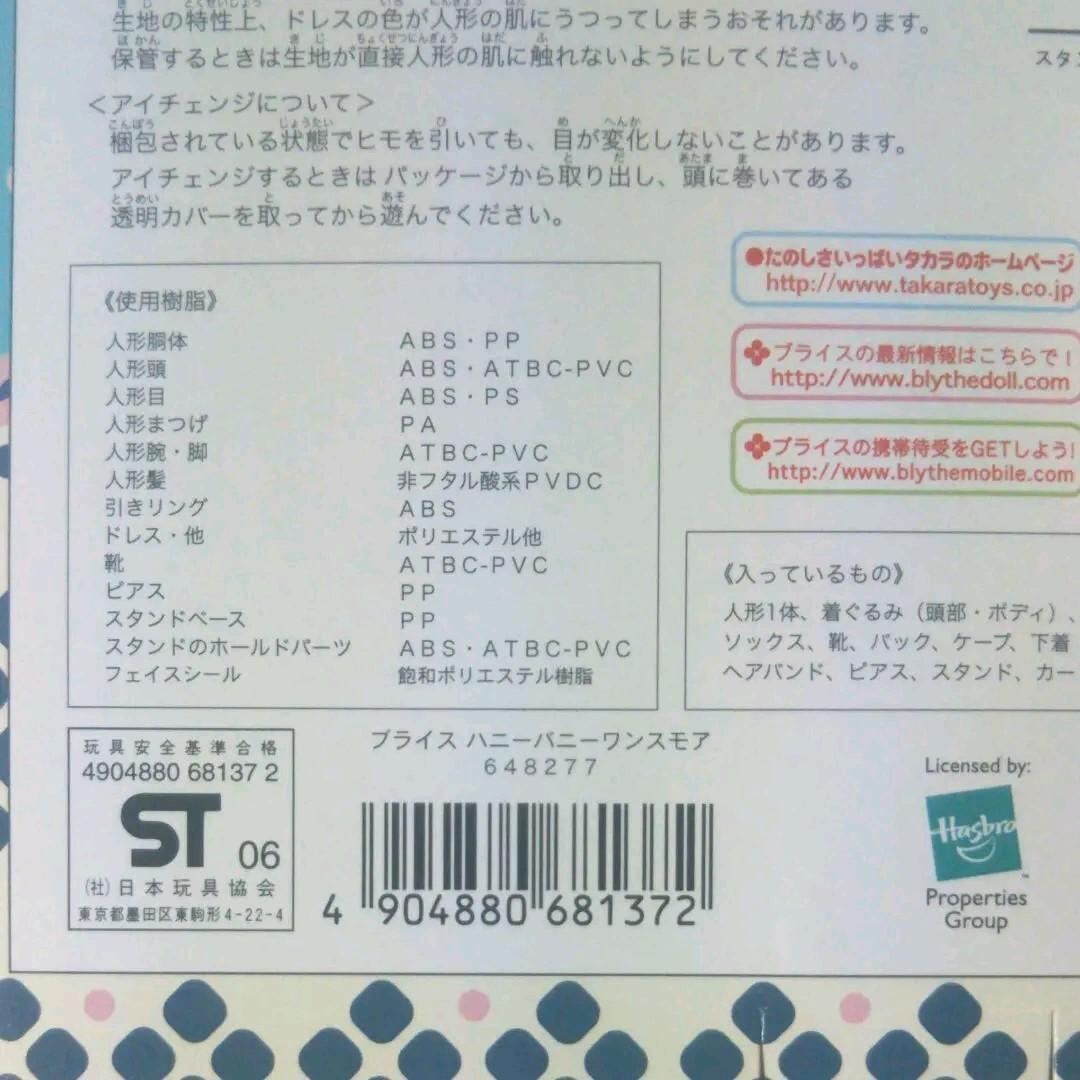 生地の特性上、ドレスの色が人形の肌にうつってしまうおそれがあります。
保管するときは生地が直接人形の肌に触れないようにしてください。
＜アイチェンジについて＞
梱包されている状態でヒモを引いても、目が変化しないことがあります。
アイチェンジするときは パッケージから取り出し、頭に巻いてある
透明カバーを取ってから遊んでください。
《使用樹脂》
人形胴体 ABS・PP
人形頭 ABS・ATBC-PVC
人形目 ABS・PS
人形まつげ PA
人形腕・脚 ATBC-PVC
人形髪 非フタル酸系PVDC
引きリング ABS
ドレス・他 ポリエステル他
靴 ATBC-PVC
ピアス PP
スタンドベース PP
スタンドのホールドパーツ ABS・ATBC-PVC
フェイスシール 飽和ポリエステル樹脂
スタン
●たのしさいっぱいタカラのホームページ
http://www.takaratoys.co.jp
ブライスの最新情報はこちらで！
http://www.blythedoll.com
ブライスの携帯待受をGETしよう!
http://www.blythemobile.com
《入っているもの》
人形1体、着ぐるみ（頭部・ボディ）、
ソックス、靴、バック、ケープ、下着
ヘアバンド、ピアス、スタンド、カー
玩具安全基準合格
4904880 68137 2
ST 06
(社)日本玩具協会
東京都墨田区東駒形4-22-4
ブライス ハニーバニーワンスモア
648277
4 904880 681372
Licensed by:
Hasbro
Properties
Group